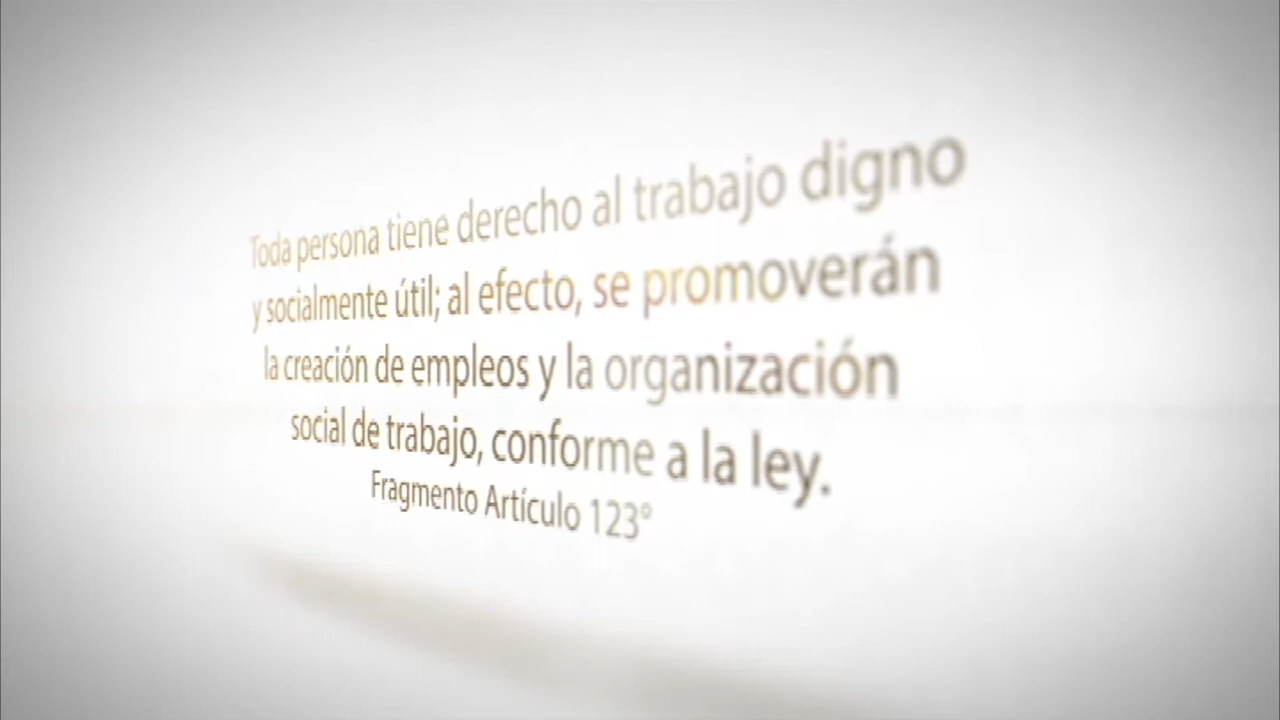 Toda persona tiene derecho al trabajo digno
y socialmente útil; al efecto, se promoverán
la creación de empleos y la organización
social de trabajo, conforme a la ley.
Fragmento Artículo 123°